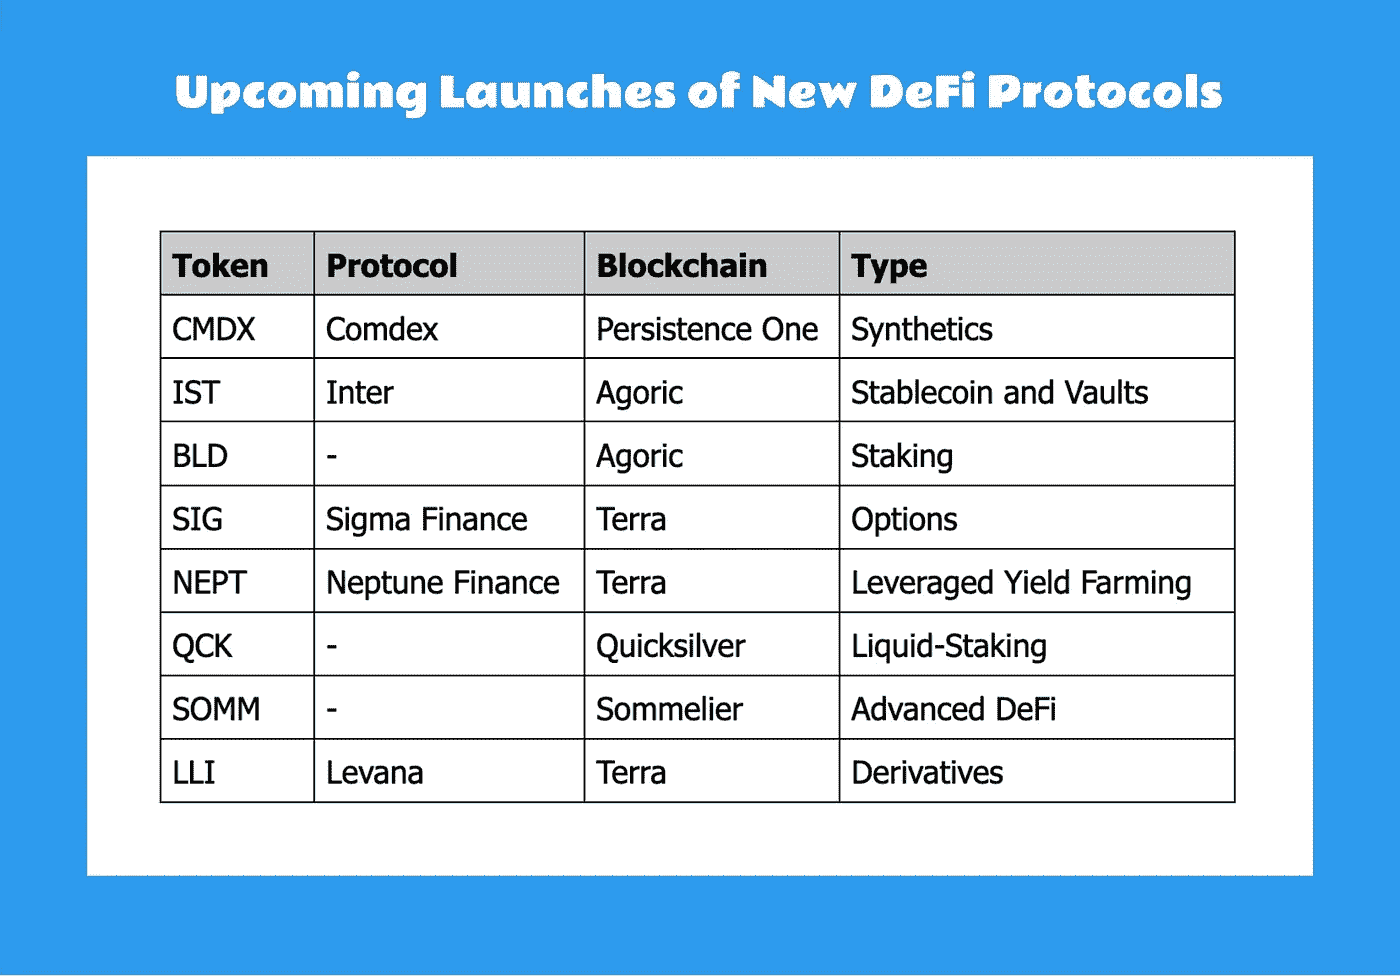 Upcoming Launches of New DeFi Protocols
Token Protocol Blockchain Type
CMDX Comdex Persistence One Synthetics
IST Inter Agoric Stablecoin and Vaults
BLD - Agoric Staking
SIG Sigma Finance Terra Options
NEPT Neptune Finance Terra Leveraged Yield Farming
QCK - Quicksilver Liquid-Staking
SOMM - Sommelier Advanced DeFi
LLI Levana Terra Derivatives